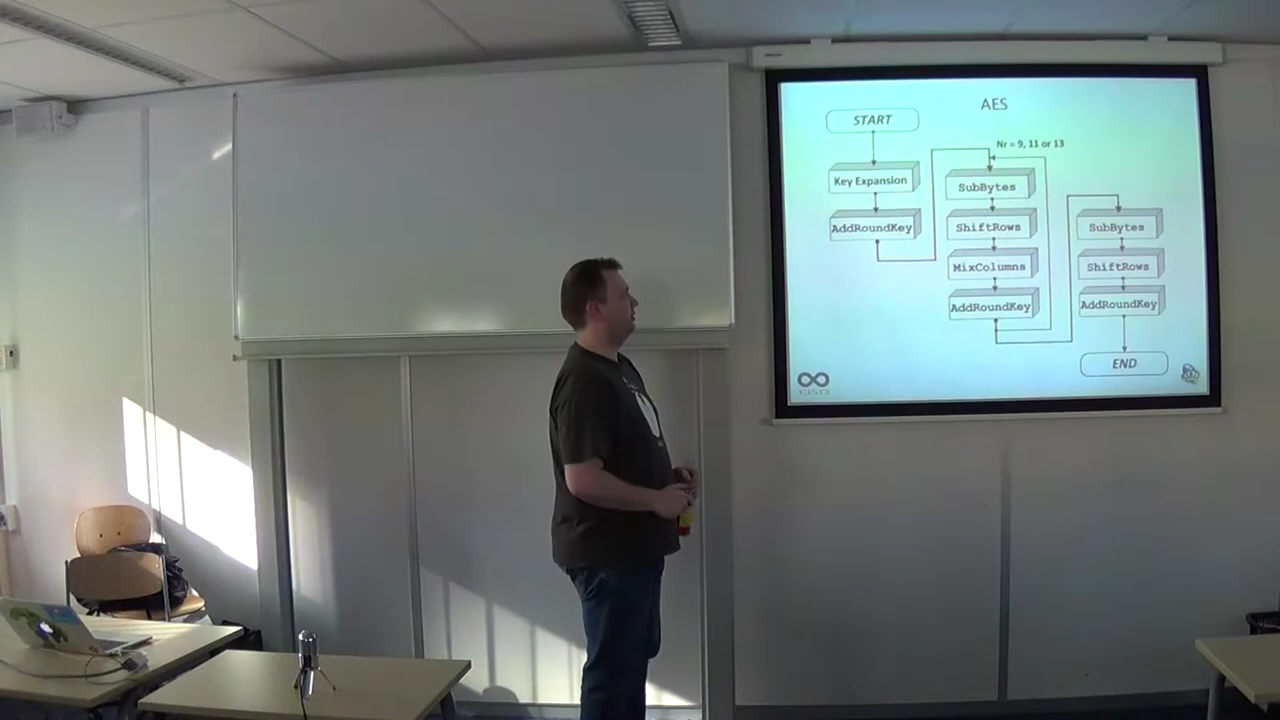 AES
START
Key Expansion
AddRoundKey
Nr = 9, 11 or 13
SubBytes
ShiftRows
MixColumns
AddRoundKey
SubBytes
ShiftRows
AddRoundKey
END